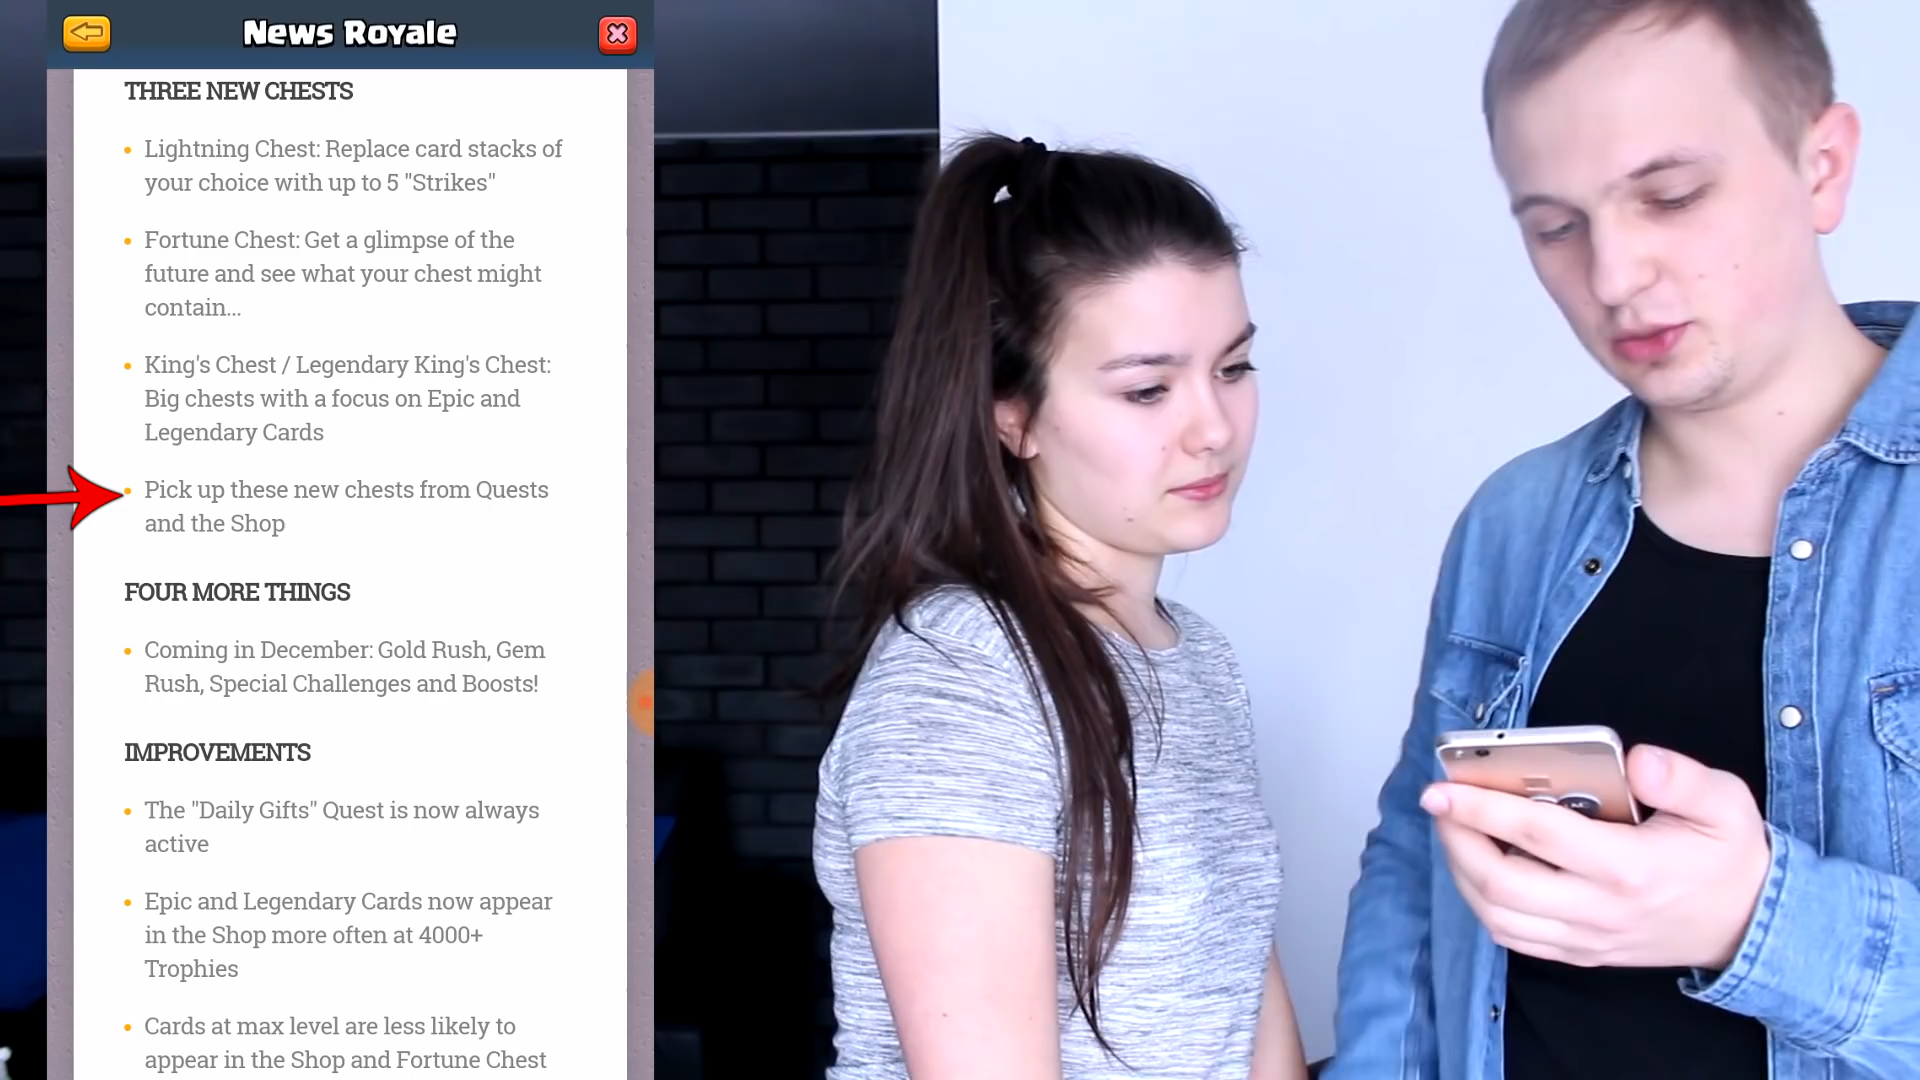 News Royale
THREE NEW CHESTS
Lightning Chest: Replace card stacks of
your choice with up to 5 "Strikes"
Fortune Chest: Get a glimpse of the
future and see what your chest might
contain...
King's Chest / Legendary King's Chest:
Big chests with a focus on Epic and
Legendary Cards
Pick up these new chests from Quests
and the Shop
FOUR MORE THINGS
Coming in December: Gold Rush, Gem
Rush, Special Challenges and Boosts!
IMPROVEMENTS
The "Daily Gifts" Quest is now always
active
Epic and Legendary Cards now appear
in the Shop more often at 4000+
Trophies
Cards at max level are less likely to
appear in the Shop and Fortune Chest